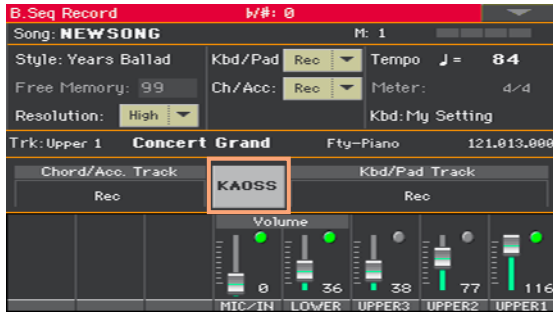 B.Seq Record b/#: 0
Song: NEWSONG M: 1
Style: Years Ballad Kbd/Pad Rec Tempo ♩= 84
Free Memory: 99 Ch/Acc: Rec Meter: 4/4
Resolution: High Kbd: My Setting
Trk: Upper 1 Concert Grand Fty-Piano 121.013.000
Chord/Acc. Track KAOSS Kbd/Pad Track
Rec Rec
Volume
0 36 38 77 116
MIC/IN LOWER UPPER3 UPPER2 UPPER1